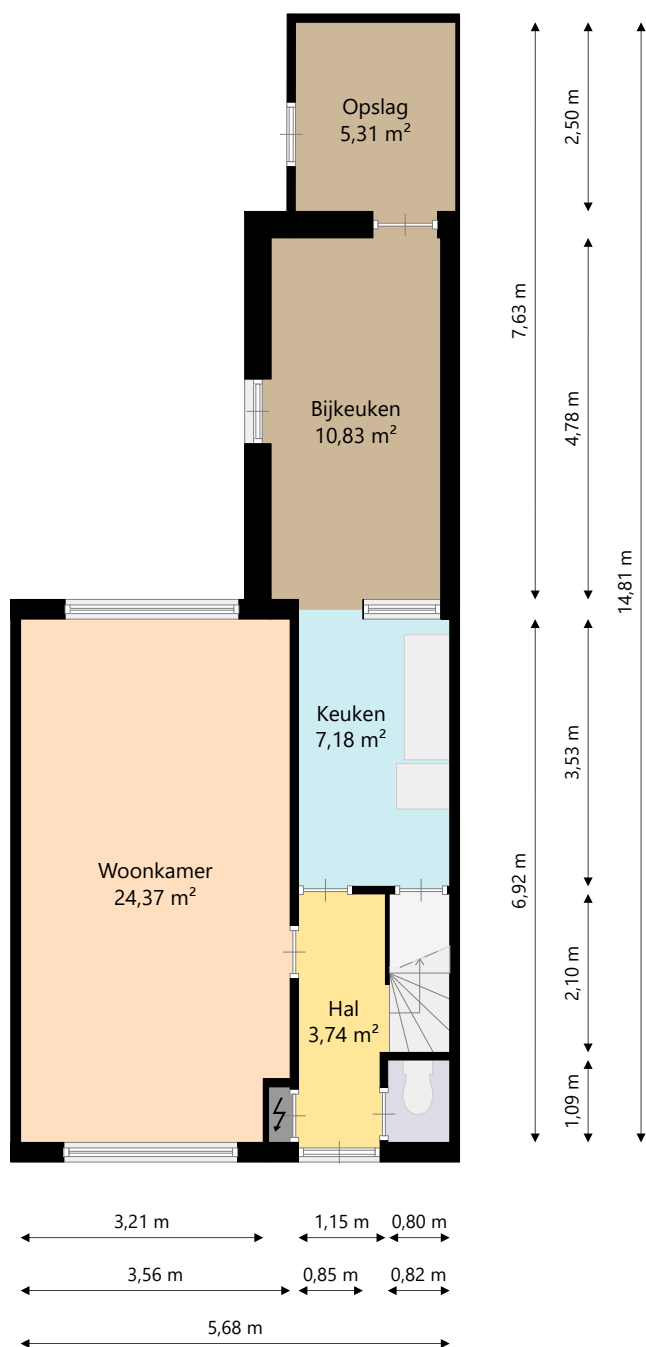 Opslag
5,31 m²
2,50 m
7,63 m
Bijkeuken
10,83 m²
4,78 m
14,81 m
Keuken
7,18 m²
3,53 m
Woonkamer
24,37 m²
6,92 m
2,10 m
Hal
3,74 m²
1,09 m
3,21 m
1,15 m
0,80 m
3,56 m
0,85 m
0,82 m
5,68 m